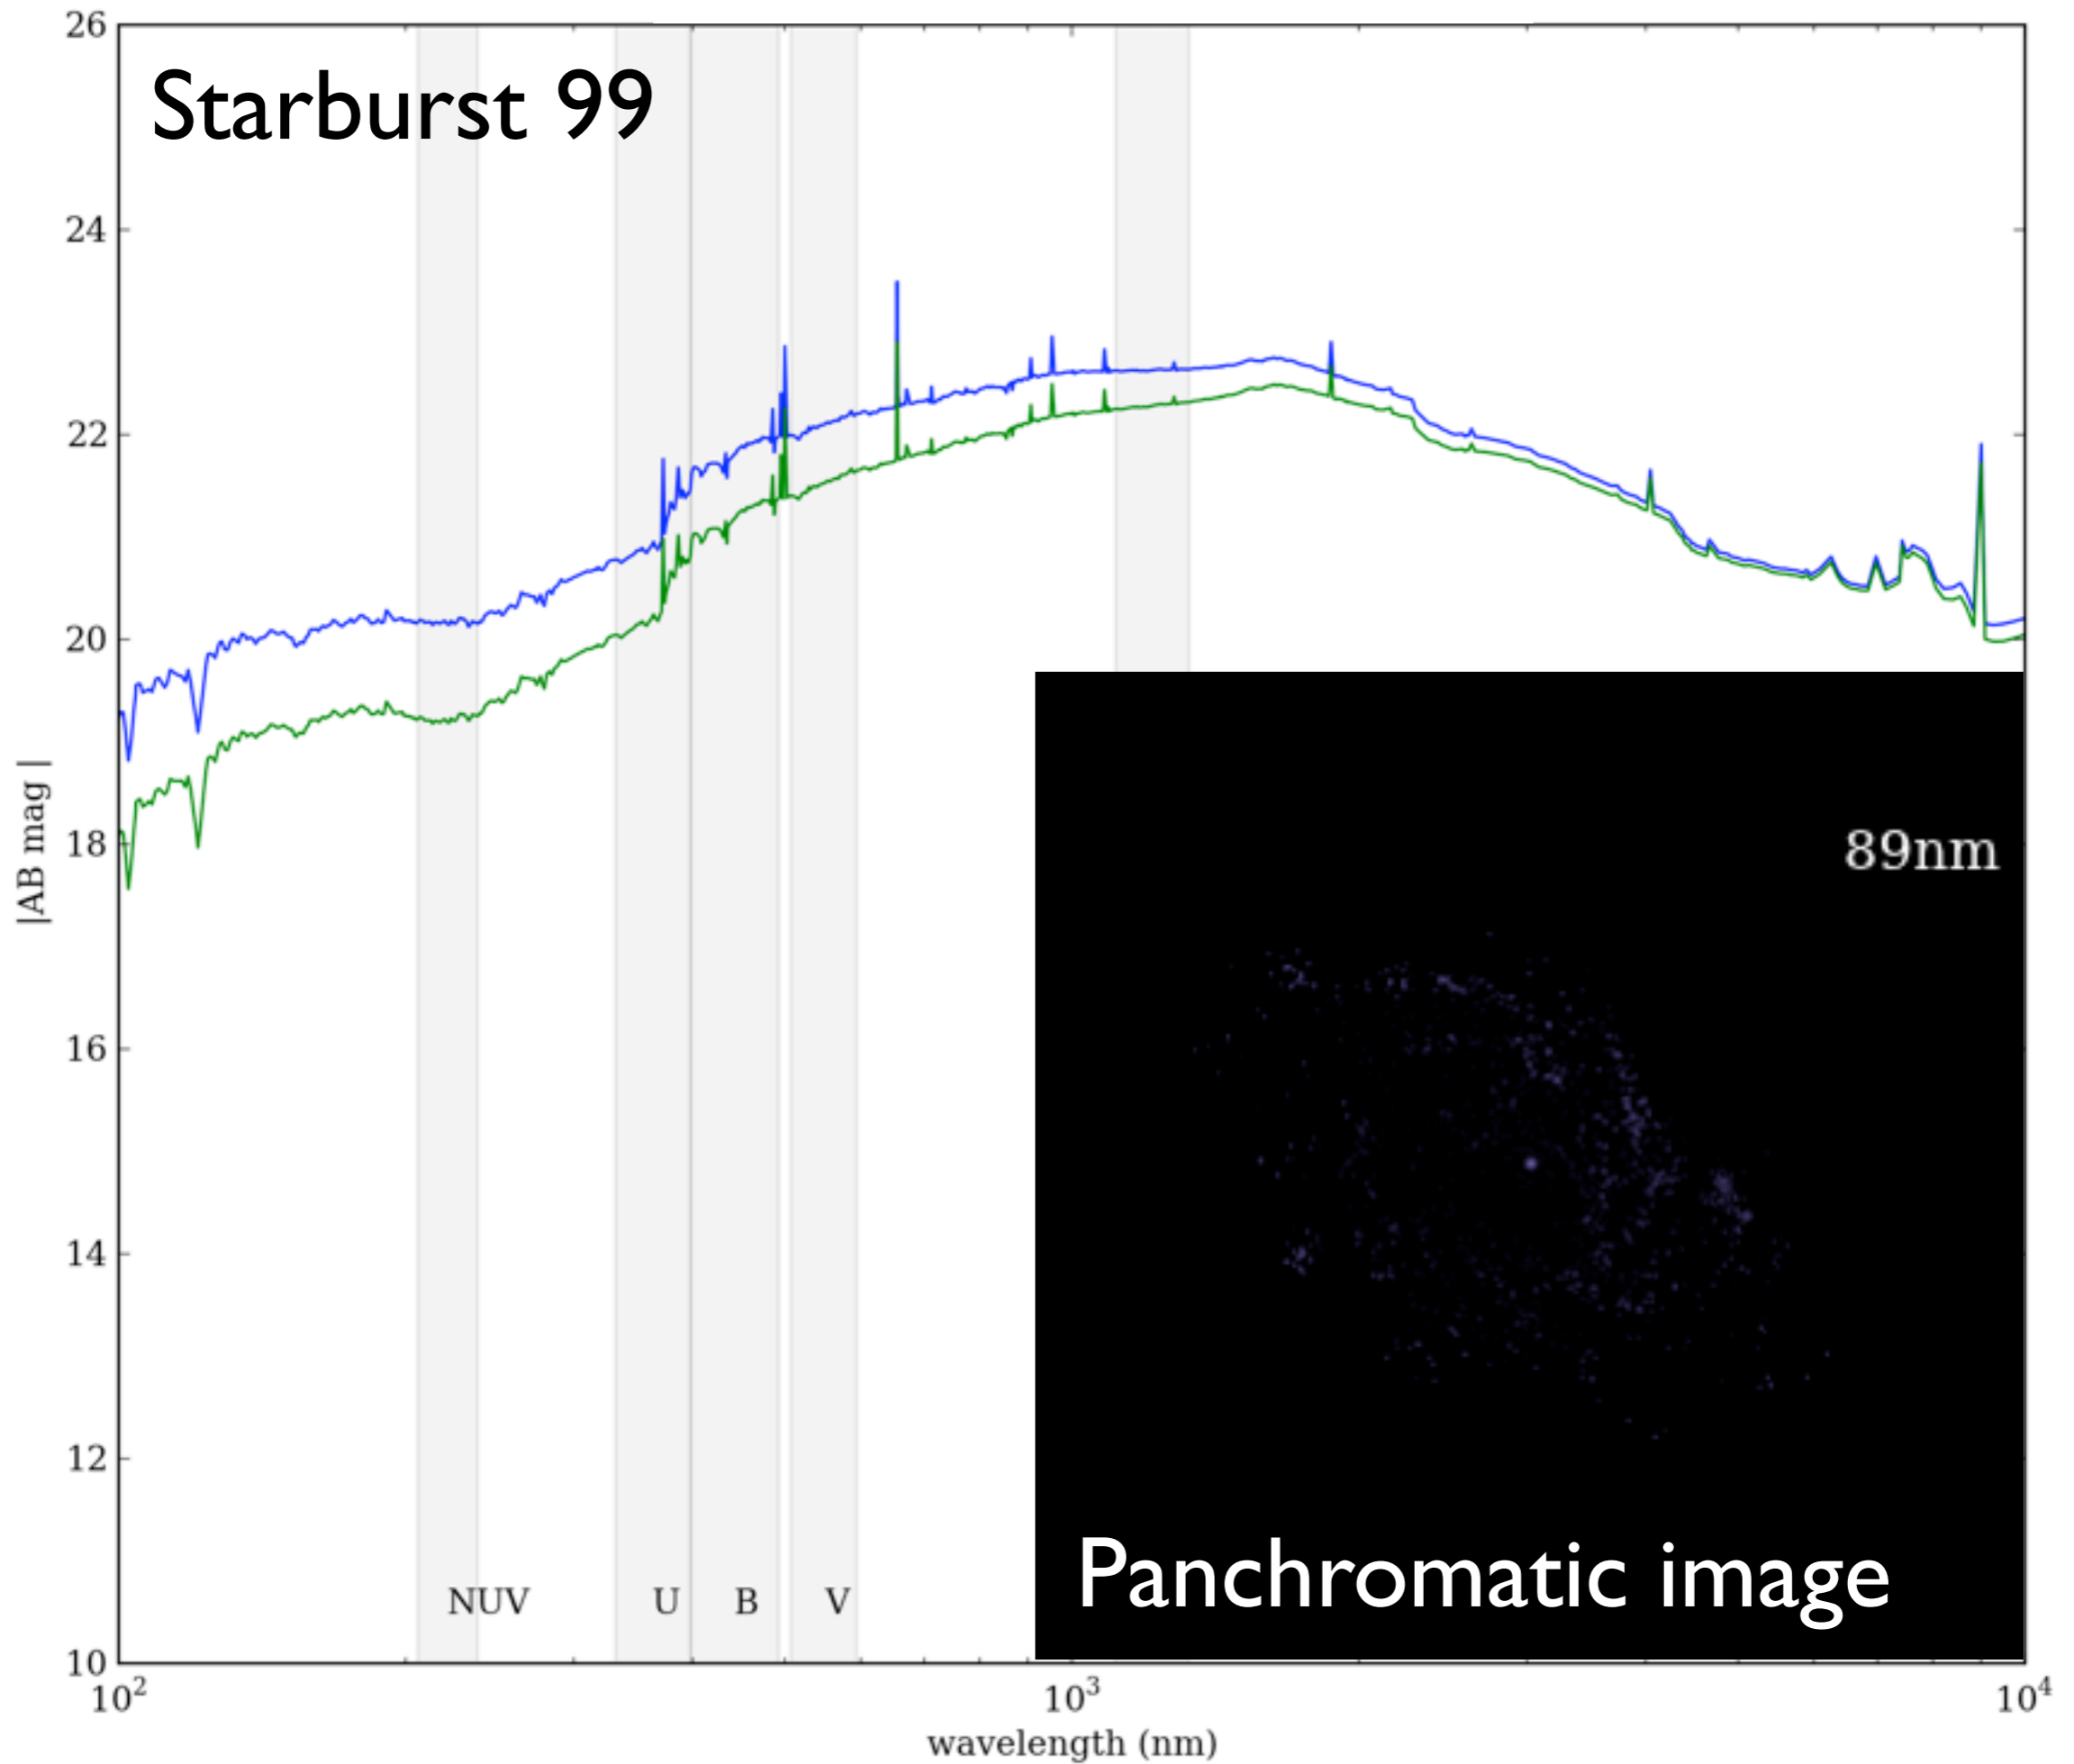 Starburst 99
26
24
22
20
18
16
14
12
10
|AB mag |
NUV U B V
89nm
Panchromatic image
10² 10³ 10⁴
wavelength (nm)